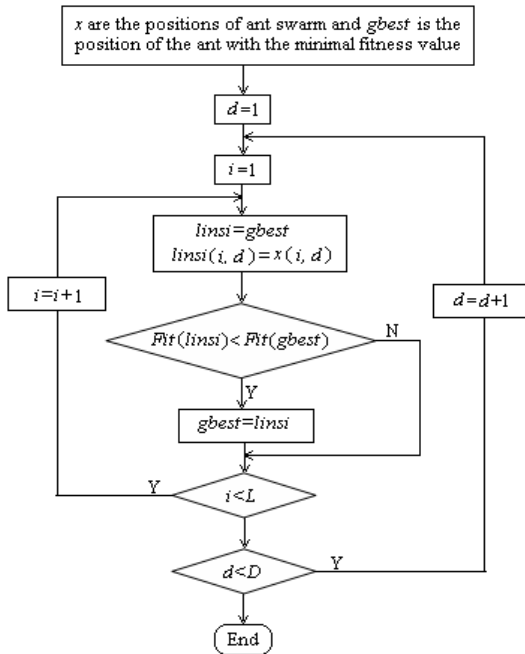 x are the positions of ant swarm and gbest is the
position of the ant with the minimal fitness value
d=1
i=1
linsi=gbest
linsi(i, d)=x(i, d)
i=i+1
d=d+1
Fit(linsi)<Fit(gbest)
N
Y
gbest=linsi
Y
i<L
d<D
Y
End